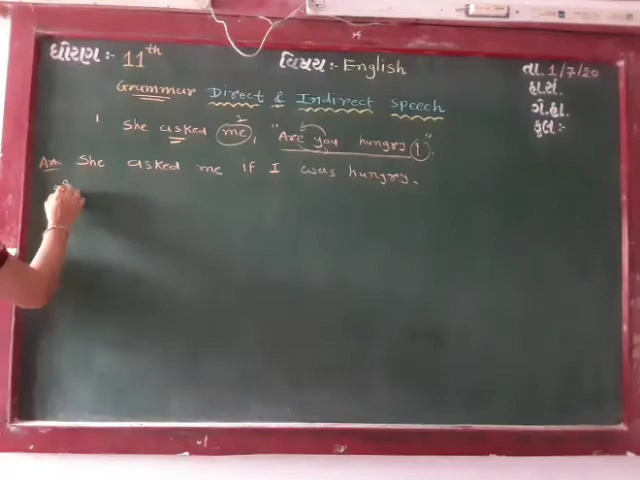 ધોરણ:- 11th વિષય:- English તા. 1/7/20
હા.સં.
ગે.હા.
કુલ:-
Grammar Direct & Indirect Speech
1 She asked me, "Are you hungry?"
Ans She asked me if I was hungry.